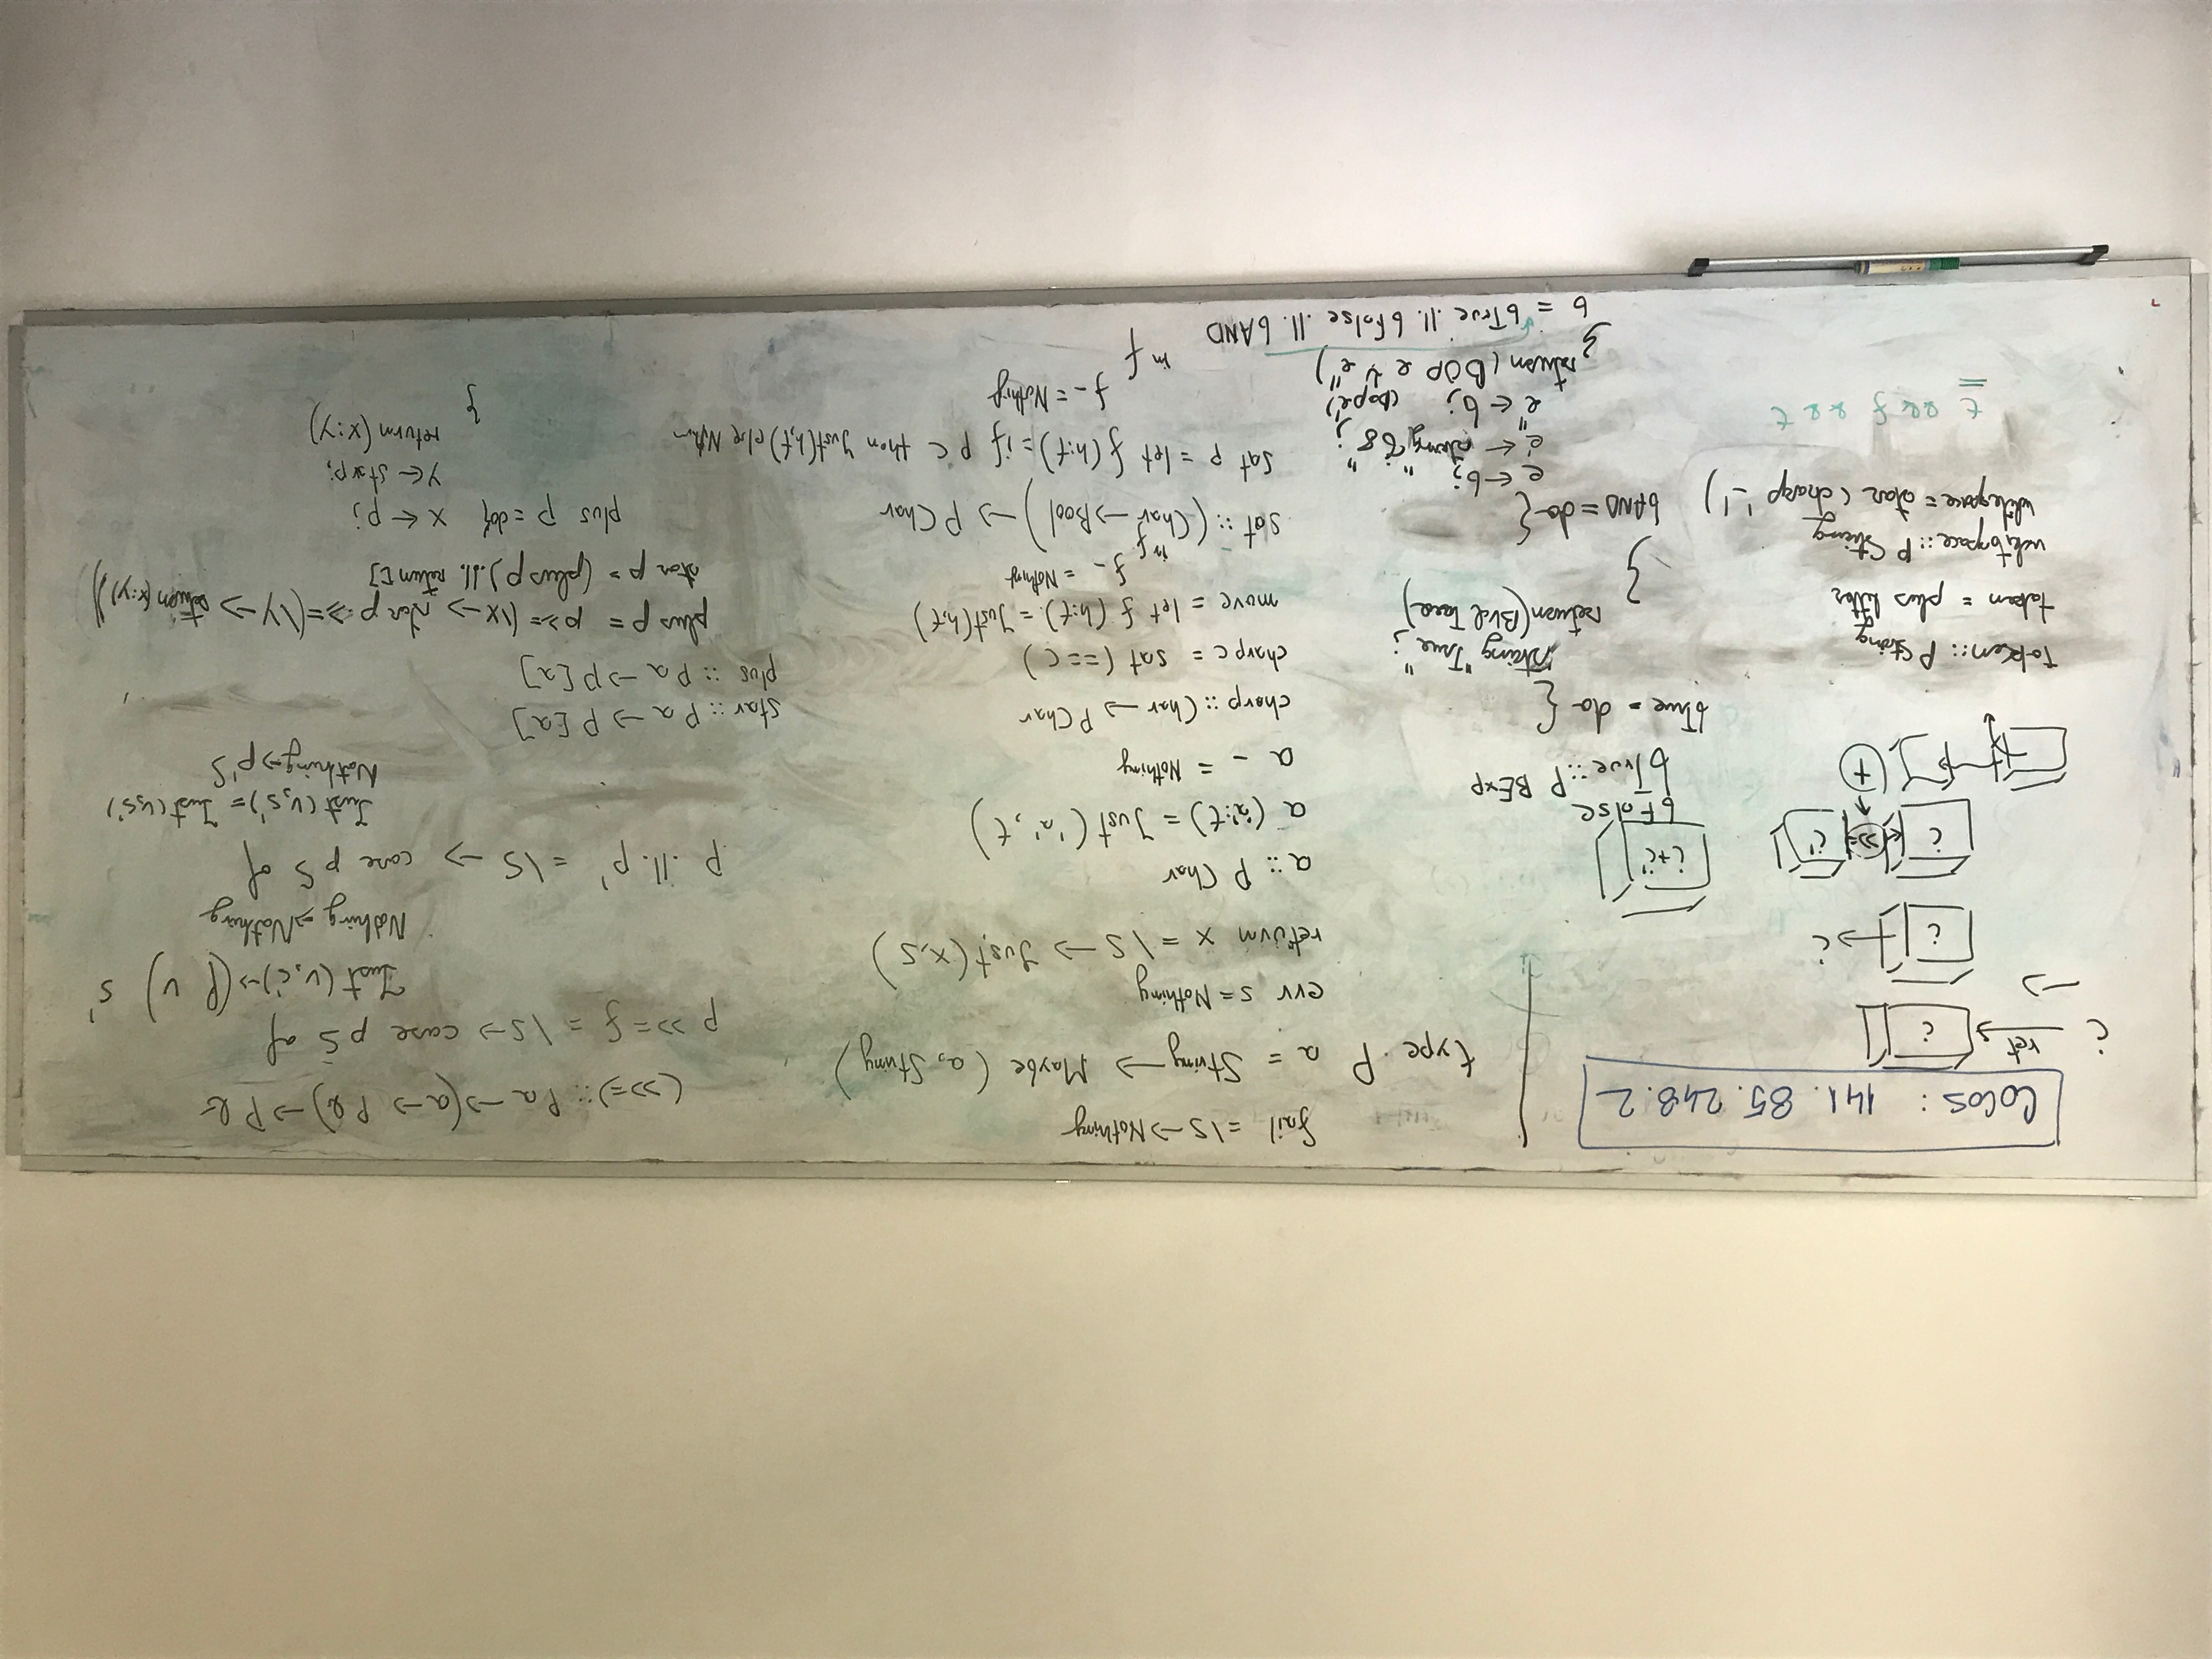 CoCos: 141.85.248.2
i ret i
→
i → i
i >>= i' i+i'
+
bFalse
bTrue :: P BExp
bTrue = do {
string "True";
return (BVal True)
}
token :: P String
token = plus letter
whitespace :: P String
whitespace = star (charp '_')
t && f && t
bAND = do {
e ← b;
e' ← string "&&";
e'' ← b; (Bop e')
return (BOP e e'')
}
b = bTrue .||. bFalse .||. bAND
fail = \S → Nothing
type P a = String → Maybe (a, String)
err s = Nothing
return x = \S → Just (x,S)
a :: P Char
a ('a':t) = Just ('a', t)
a _ = Nothing
charp :: Char → P Char
charp c = sat (==c)
move = let f (h:t) = Just (h,t)
f _ = Nothing
in f
sat :: (Char → Bool) → P Char
sat p = let f (h:t) = if p c then Just(h,t) else
f _ = Nothing
in f
(>>=) :: P a → (a → P b) → P b
p >>= f = \S → case p S of
Just (v, → (f v) s'
Nothing → Nothing
p .||. p' = \S → case p S of
Just (v,s') = Just (v,s')
Nothing → p' S
star :: P a → P [a]
plus :: P a → P [a]
plus p = p >>= (\x → star p >>= (\y → return (x:y)))
star p = (plus p) .||. return []
plus p = do{ x ← p;
y ← star p;
return (x:y)
}